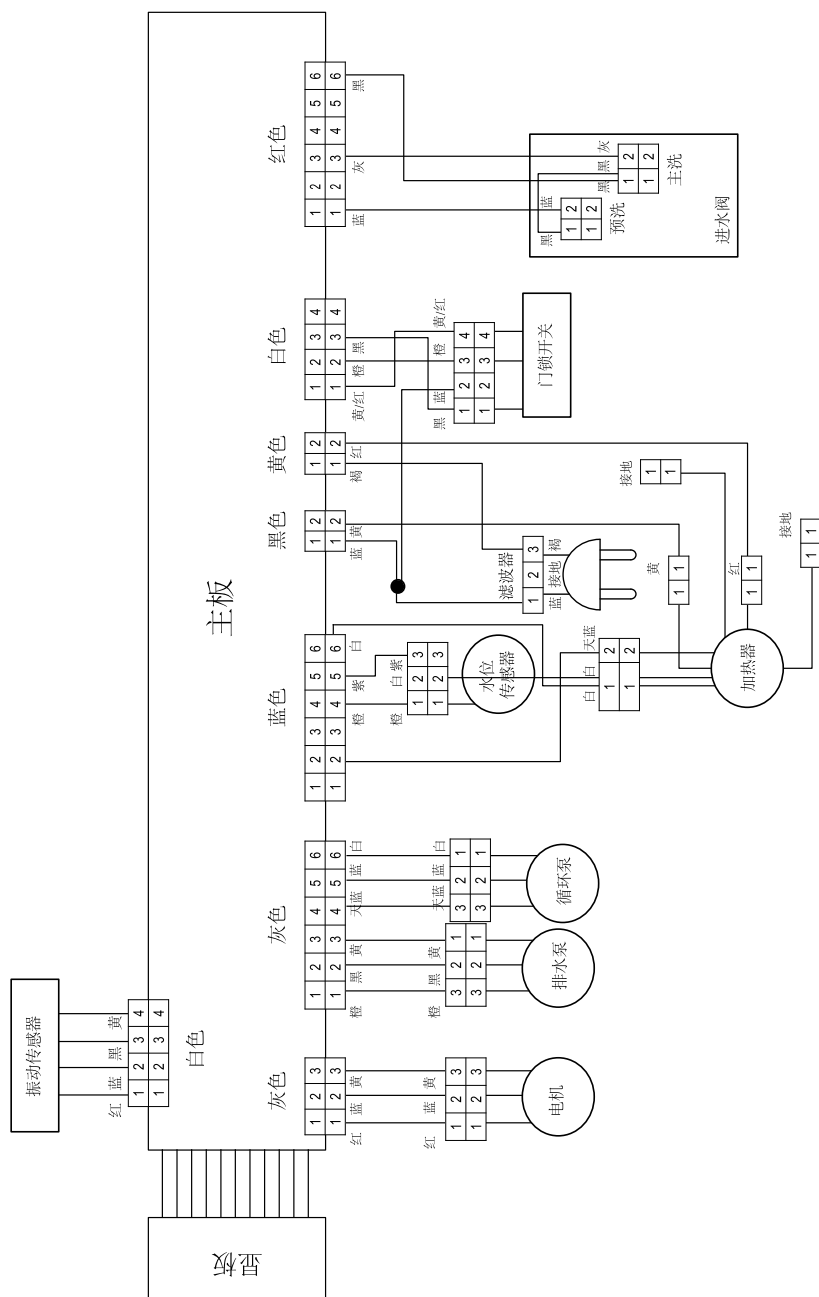 振动传感器
红 蓝 黑 黄
1 2 3 4
1 2 3 4
白色
显板
主板
灰色 灰色 蓝色 黑色 黄色 白色 红色
1 2 3 1 2 3 4 5 6 1 2 3 4 5 6 1 2 1 2 1 2 3 4 1 2 3 4 5 6
1 2 3 1 2 3 4 5 6 1 2 3 4 5 6 1 2 1 2 1 2 3 4 1 2 3 4 5 6
红 蓝 黄 橙 黑 黄 天蓝 蓝 白 橙 紫 白 蓝 黄 褐 红 黄/红 橙 黑 蓝 灰 黑
红 蓝 黄
1 2 3
1 2 3
电机
橙 黑 黄
3 2 1
3 2 1
排水泵
天蓝 蓝 白
3 2 1
3 2 1
循环泵
橙 白 紫
1 2 3
1 2 3
水位
传感器
滤波器
1 2 3
蓝 接地 褐
黑 蓝 橙 黄/红
1 2 3 4
1 2 3 4
门锁开关
黑 蓝
1 2
1 2
预洗
黑 黑 灰
1 2
1 2
主洗
进水阀
白 白 天蓝
1 2
1 2
黄
1
1
红
1
1
接地
1
1
加热器
接地
1 1